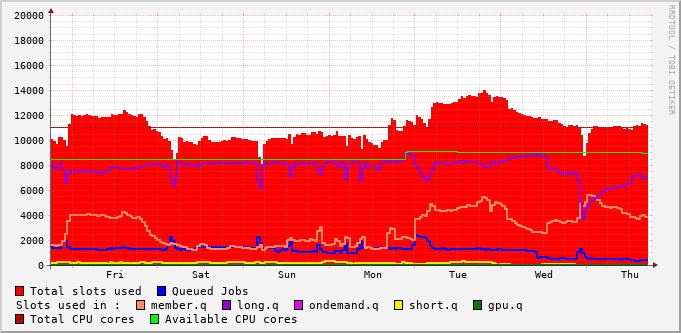 RRDTOOL / TOBI OETIKER
20000
18000
16000
14000
12000
10000
8000
6000
4000
2000
0
Fri Sat Sun Mon Tue Wed Thu
Total slots used Queued Jobs
Slots used in : member.q long.q ondemand.q short.q gpu.q
Total CPU cores Available CPU cores